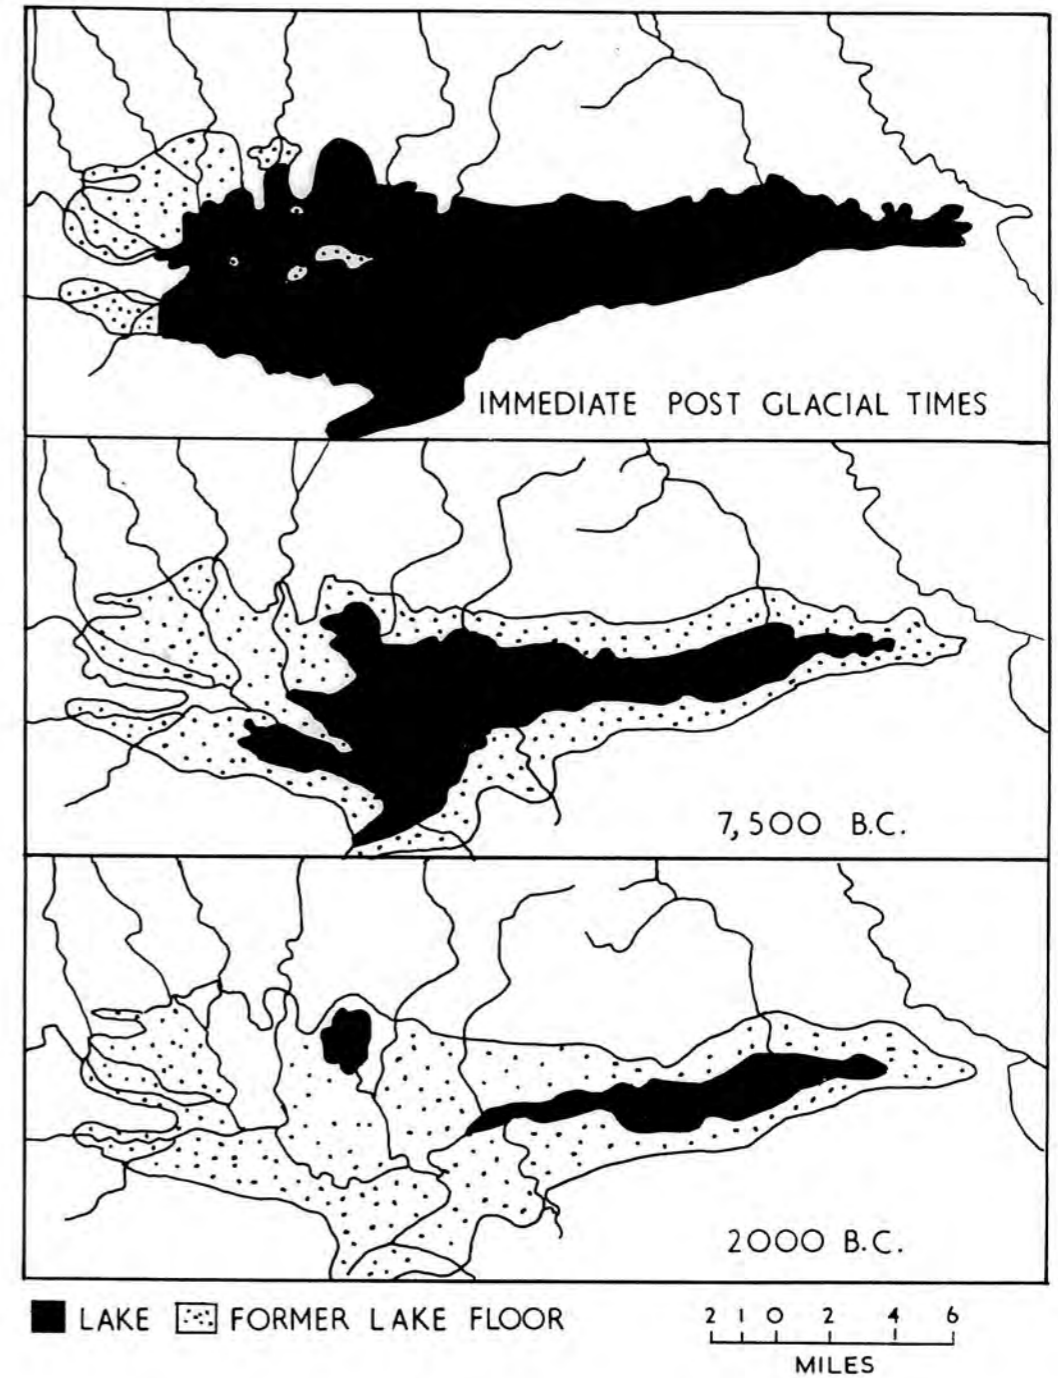 IMMEDIATE POST GLACIAL TIMES
7,500 B.C.
2000 B.C.
LAKE FORMER LAKE FLOOR
2 1 0 2 4 6
MILES